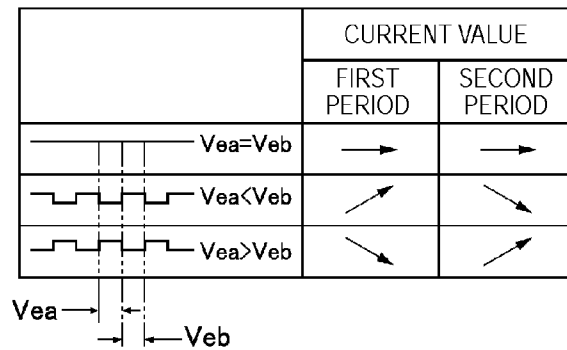 CURRENT VALUE
FIRST PERIOD
SECOND PERIOD
Vea=Veb
Vea<Veb
Vea>Veb
Vea
Veb